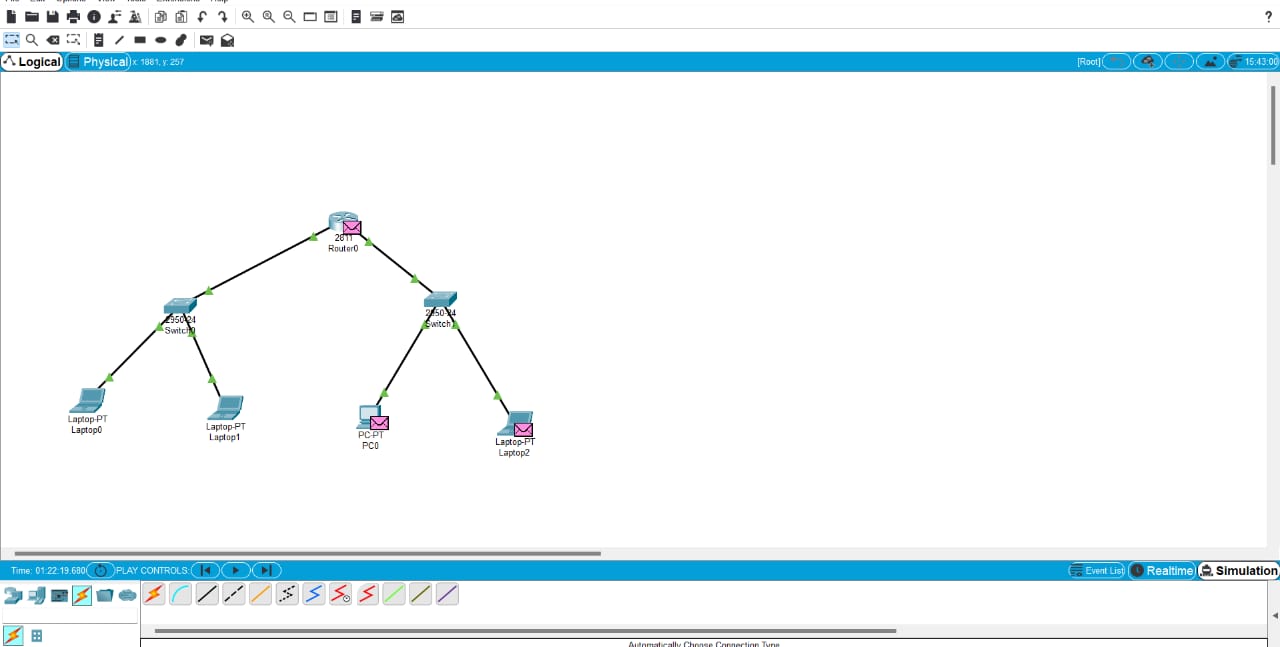 Logical
Physical
x: 1881, y: 257
[Root]
15:43:00
?
2811
Router0
2950-24
Switch0
2950-24
Switch1
Laptop-PT
Laptop0
Laptop-PT
Laptop1
PC-PT
PC0
Laptop-PT
Laptop2
Time: 01:22:19.680
PLAY CONTROLS:
Event List
Realtime
Simulation
Automatically Choose Connection Type